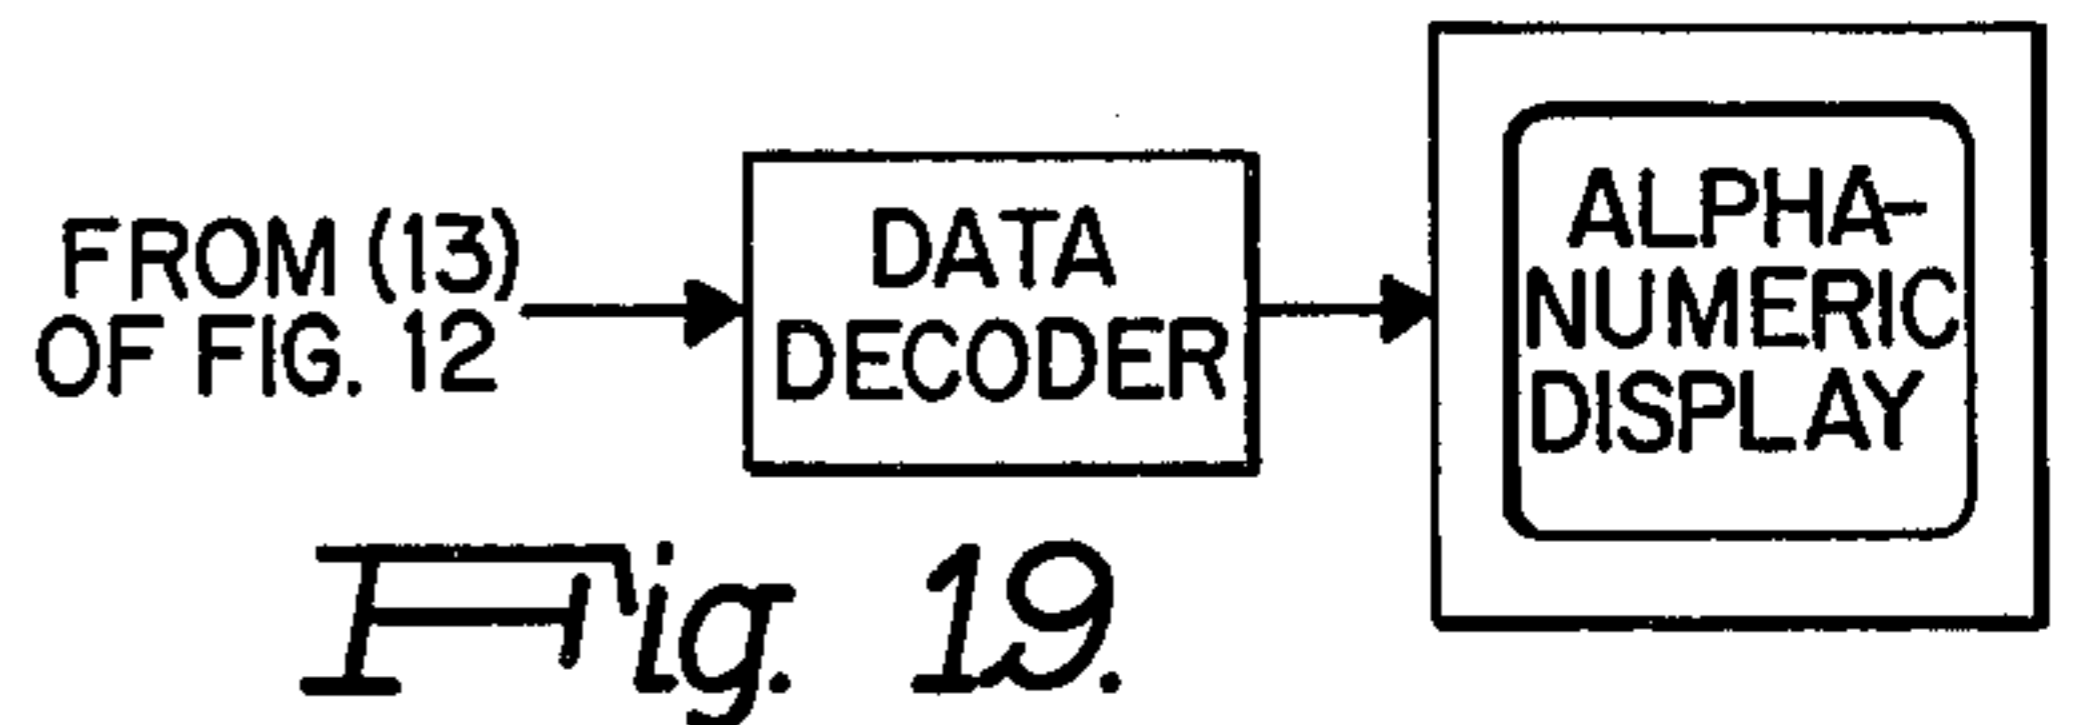 FROM (13)
OF FIG. 12
DATA
DECODER
ALPHA-
NUMERIC
DISPLAY
Fig. 19.